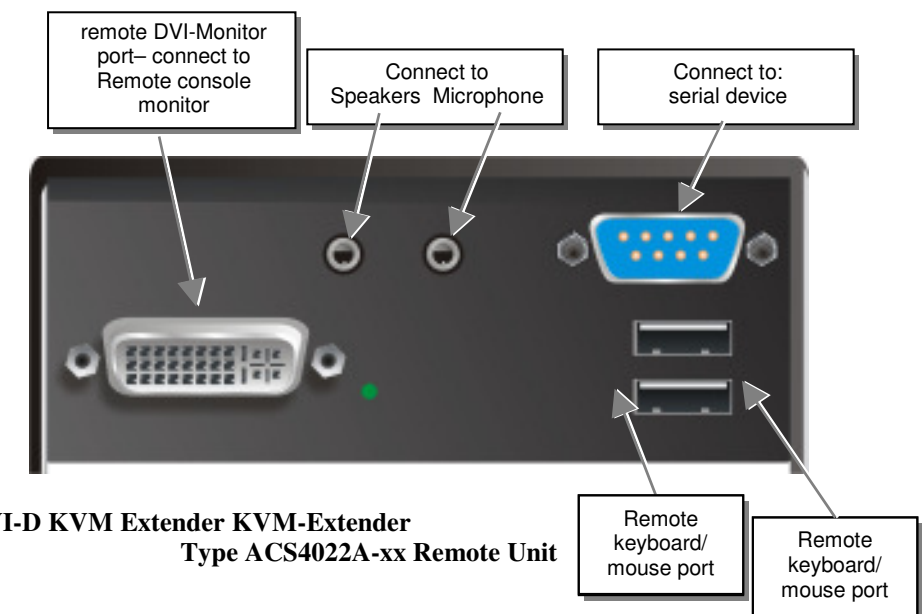 remote DVI-Monitor
port– connect to
Remote console
monitor
Connect to
Speakers Microphone
Connect to:
serial device
VI-D KVM Extender KVM-Extender
Type ACS4022A-xx Remote Unit
Remote
keyboard/
mouse port
Remote
keyboard/
mouse port